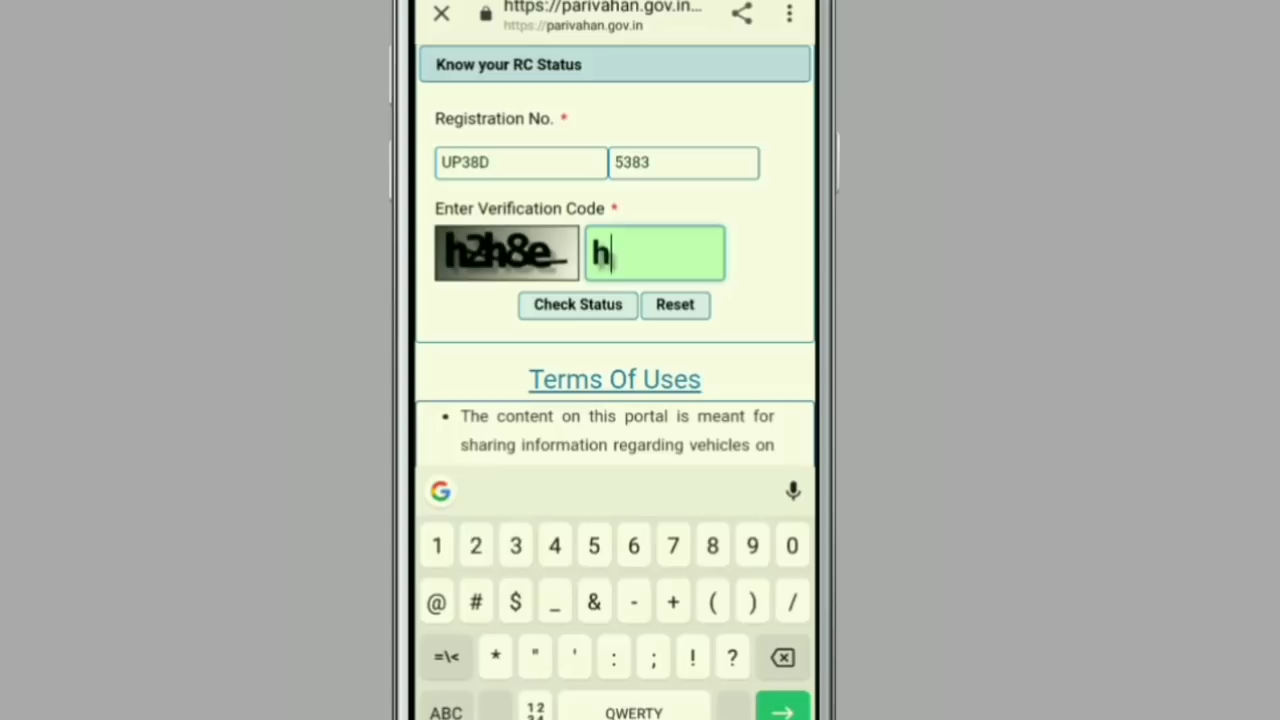 https://parivahan.gov.in...
https://parivahan.gov.in
Know your RC Status
Registration No. *
UP38D 5383
Enter Verification Code *
h2h8e h
Check Status Reset
Terms Of Uses
• The content on this portal is meant for
sharing information regarding vehicles on
G
1 2 3 4 5 6 7 8 9 0
@ # $ _ & - + ( ) /
=\< * " ' : ; ! ?
ABC 12 34 QWERTY